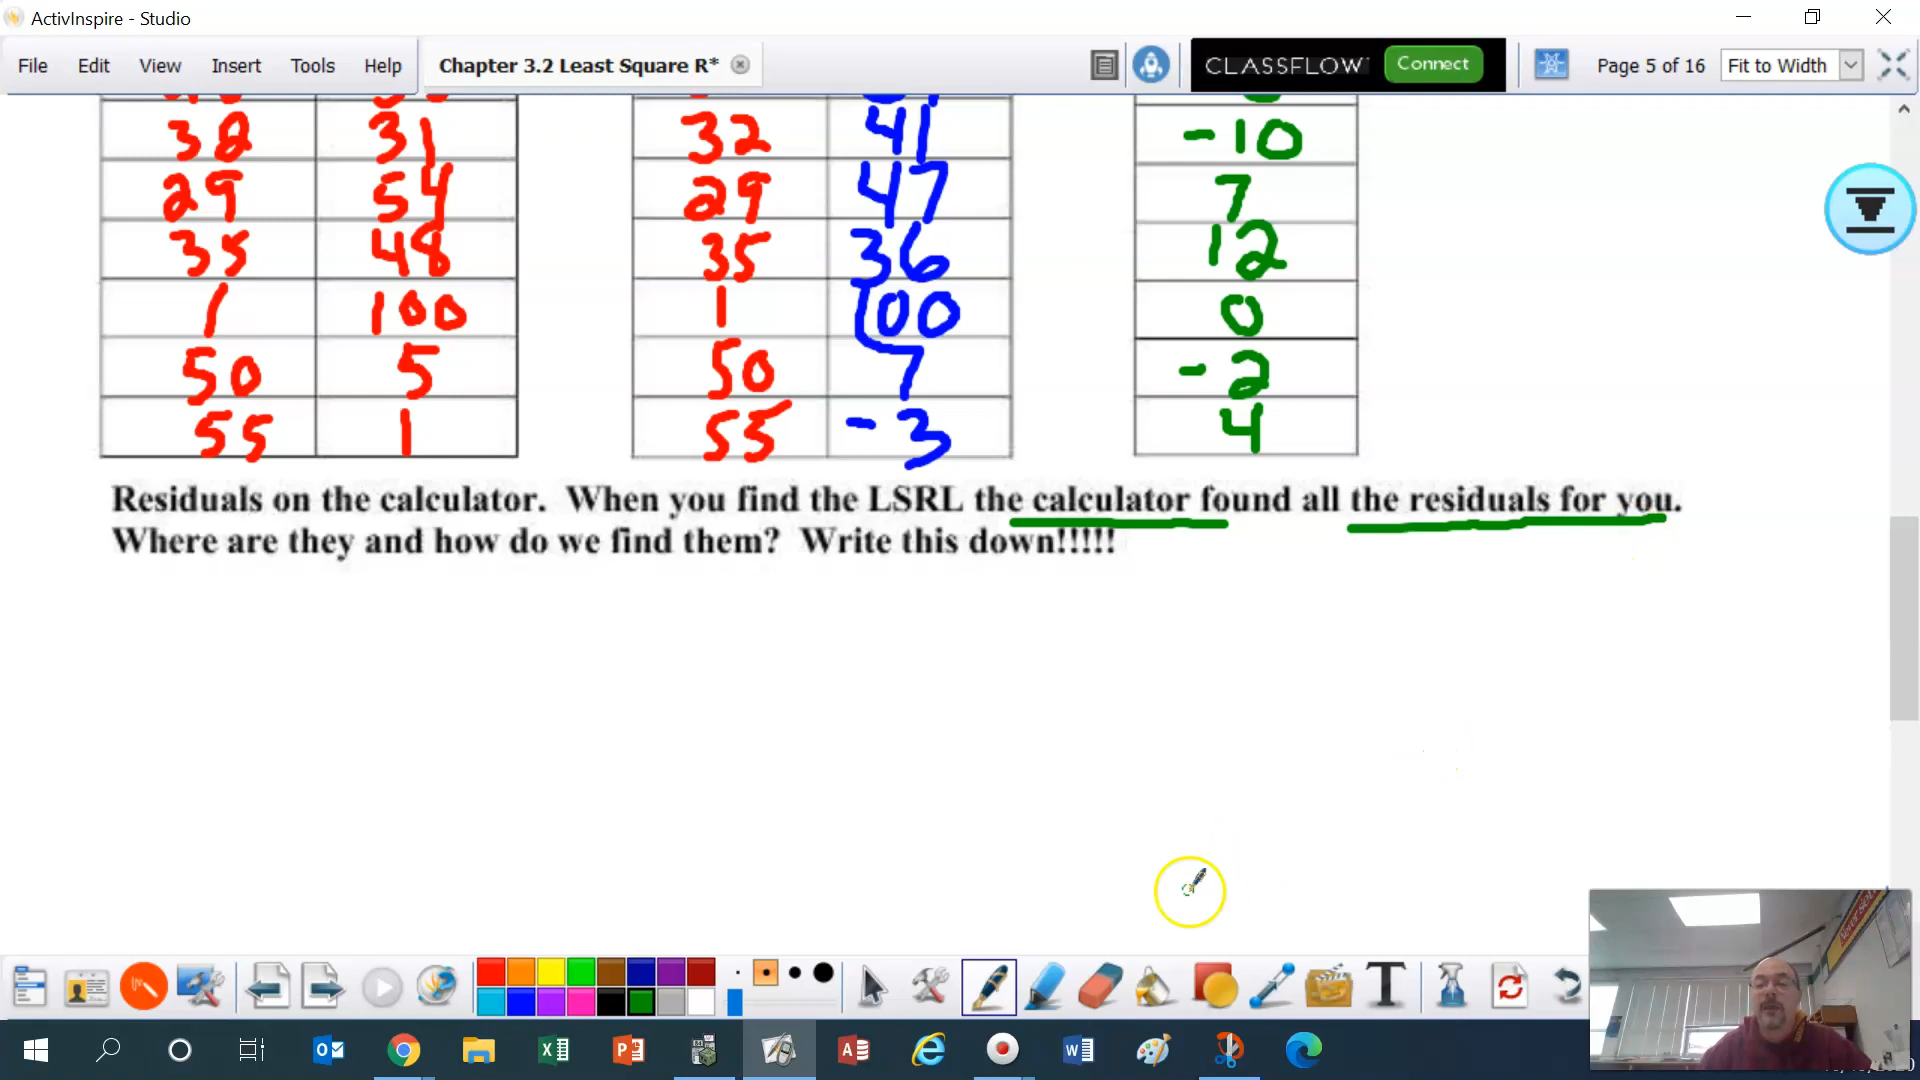 ActivInspire - Studio
File Edit View Insert Tools Help
Chapter 3.2 Least Square R*
CLASSFLOW Connect
Page 5 of 16 Fit to Width
32 31 32 41 -10
29 54 29 47 7
35 48 35 36 12
1 100 1 100 0
50 5 50 7 -2
55 1 55 -3 4
Residuals on the calculator. When you find the LSRL the calculator found all the residuals for you.
Where are they and how do we find them? Write this down!!!!!
T